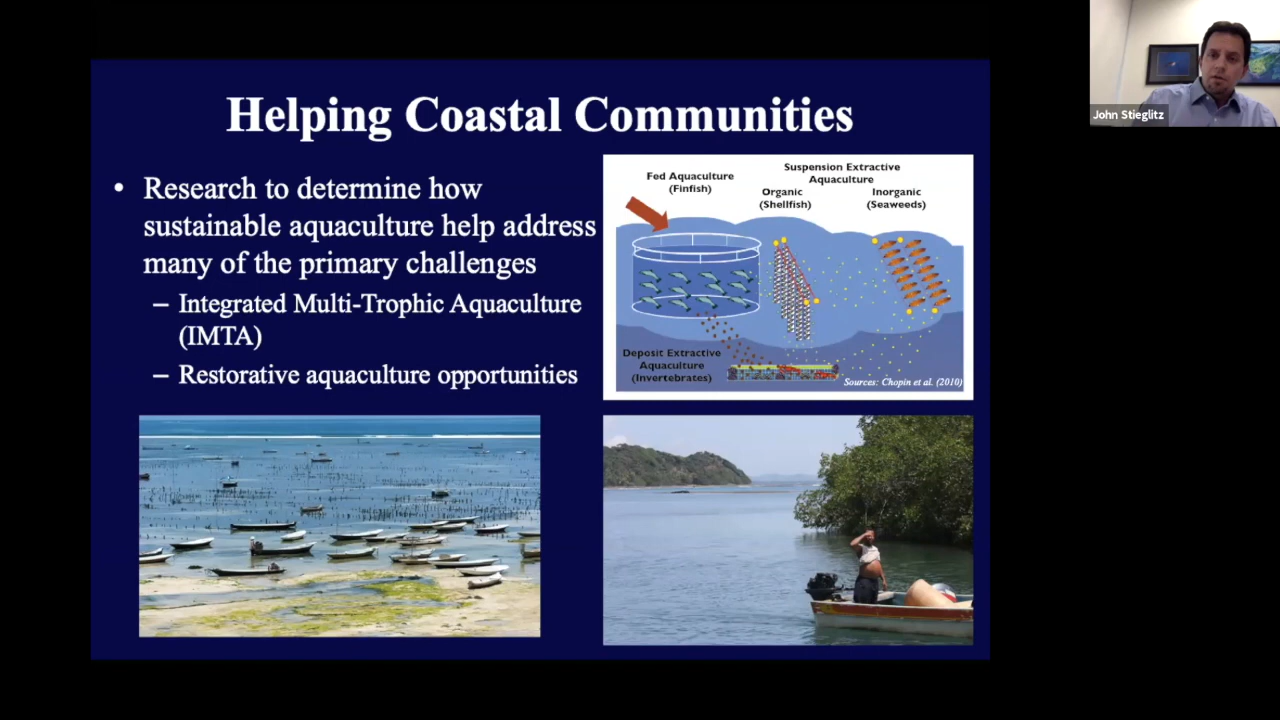 Helping Coastal Communities
• Research to determine how
sustainable aquaculture help address
many of the primary challenges
– Integrated Multi-Trophic Aquaculture
(IMTA)
– Restorative aquaculture opportunities
Fed Aquaculture
(Finfish)
Suspension Extractive
Aquaculture
Organic
(Shellfish)
Inorganic
(Seaweeds)
Deposit Extractive
Aquaculture
(Invertebrates)
Sources: Chopin et al. (2010)
John Stieglitz